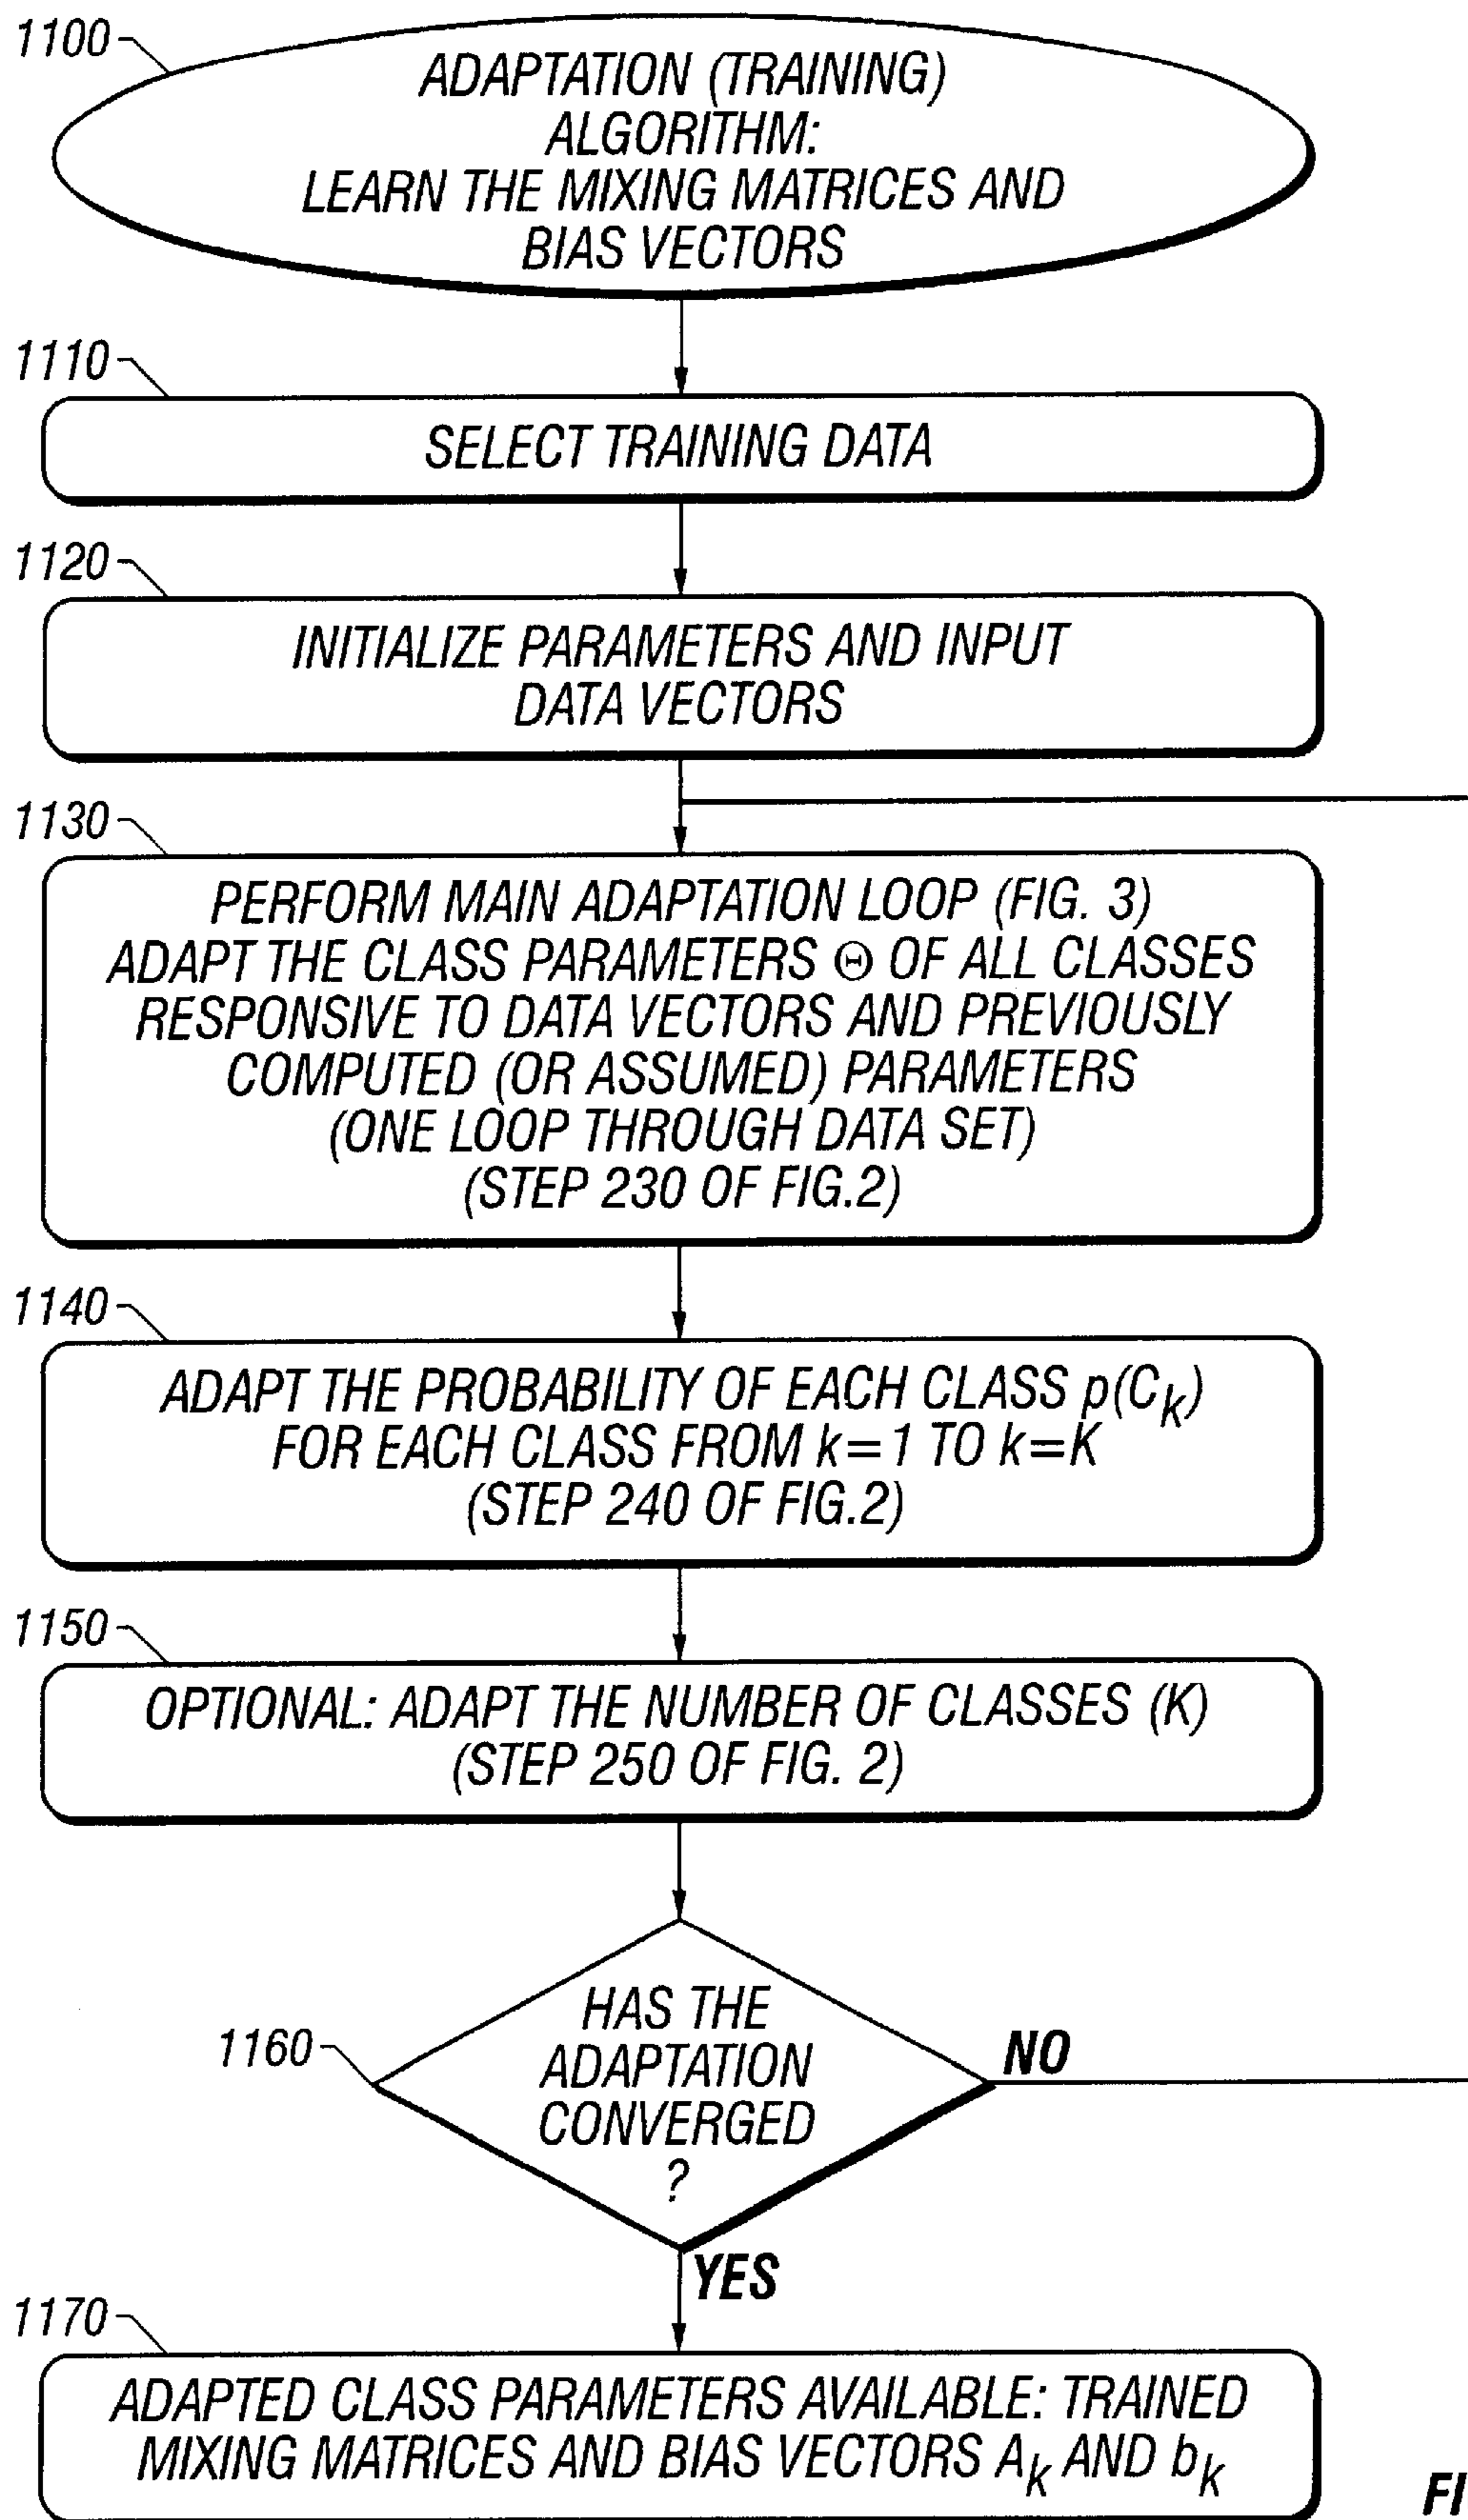 1100
ADAPTATION (TRAINING)
ALGORITHM:
LEARN THE MIXING MATRICES AND
BIAS VECTORS
1110
SELECT TRAINING DATA
1120
INITIALIZE PARAMETERS AND INPUT
DATA VECTORS
1130
PERFORM MAIN ADAPTATION LOOP (FIG. 3)
ADAPT THE CLASS PARAMETERS Θ OF ALL CLASSES
RESPONSIVE TO DATA VECTORS AND PREVIOUSLY
COMPUTED (OR ASSUMED) PARAMETERS
(ONE LOOP THROUGH DATA SET)
(STEP 230 OF FIG.2)
1140
ADAPT THE PROBABILITY OF EACH CLASS p(Ck)
FOR EACH CLASS FROM k=1 TO k=K
(STEP 240 OF FIG.2)
1150
OPTIONAL: ADAPT THE NUMBER OF CLASSES (K)
(STEP 250 OF FIG. 2)
1160
HAS THE
ADAPTATION
CONVERGED
?
NO
YES
1170
ADAPTED CLASS PARAMETERS AVAILABLE: TRAINED
MIXING MATRICES AND BIAS VECTORS Ak AND bk